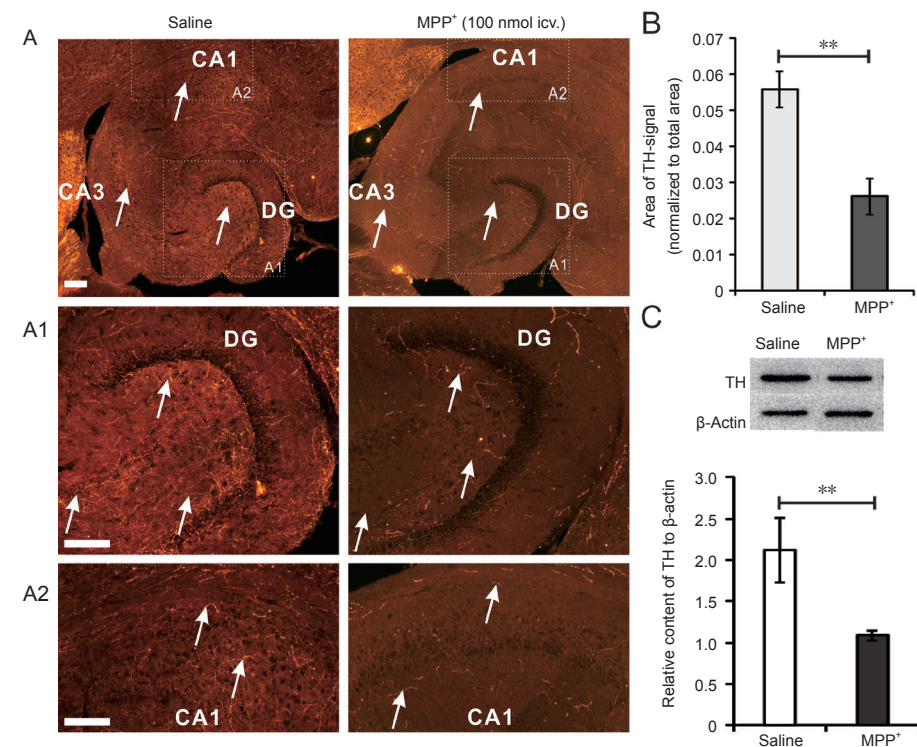 Saline
MPP⁺ (100 nmol icv.)
A
CA1
A2
CA3
DG
A1
CA1
A2
CA3
DG
A1
A1
DG
DG
A2
CA1
CA1
B
Area of TH-signal
(normalized to total area)
0.07
0.06
0.05
0.04
0.03
0.02
0.01
0.00
**
Saline
MPP⁺
C
Saline
MPP⁺
TH
β-Actin
Relative content of TH to β-actin
3.0
2.5
2.0
1.5
1.0
0.5
0
**
Saline
MPP⁺